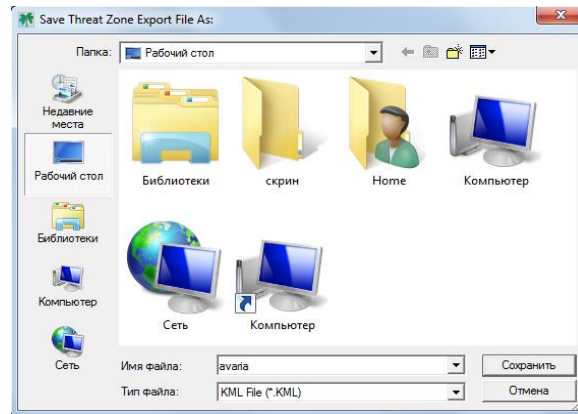 Save Threat Zone Export File As:
Папка:
Рабочий стол
Недавние места
Рабочий стол
Библиотеки
Компьютер
Сеть
Библиотеки
скрин
Home
Компьютер
Сеть
Компьютер
Имя файла:
avaria
Сохранить
Тип файла:
KML File (*.KML)
Отмена